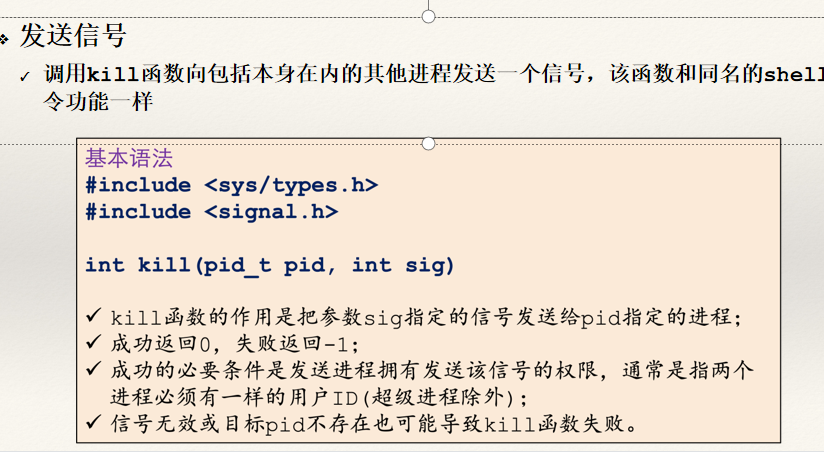 发送信号
调用kill函数向包括本身在内的其他进程发送一个信号，该函数和同名的shell
令功能一样
基本语法
#include <sys/types.h>
#include <signal.h>
int kill(pid_t pid, int sig)
kill函数的作用是把参数sig指定的信号发送给pid指定的进程；
成功返回0，失败返回-1；
成功的必要条件是发送进程拥有发送该信号的权限，通常是指两个
进程必须有一样的用户ID(超级进程除外)；
信号无效或目标pid不存在也可能导致kill函数失败。